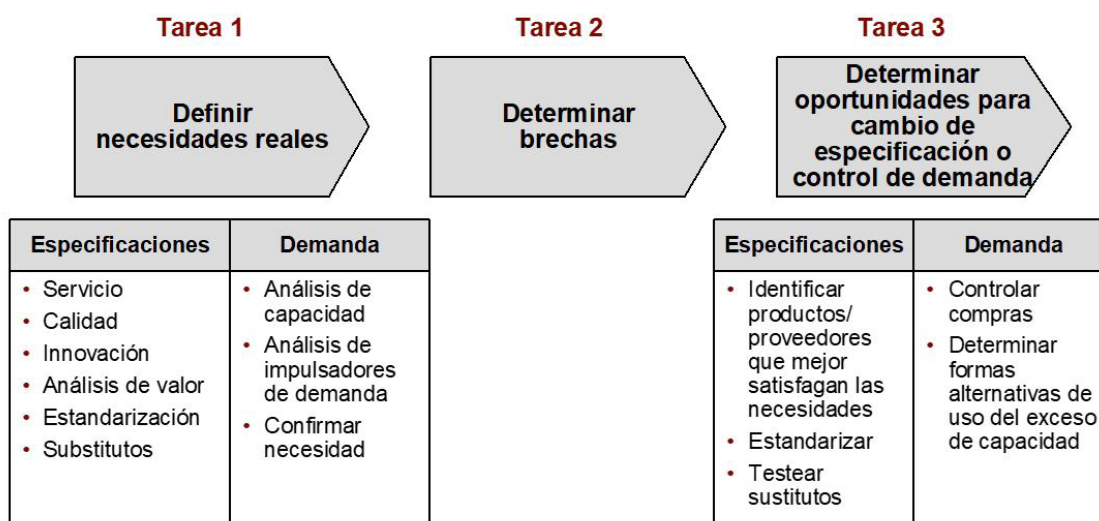 Tarea 1
Tarea 2
Tarea 3
Definir
necesidades reales
Determinar
brechas
Determinar
oportunidades para
cambio de
especificación o
control de demanda
Especificaciones
Demanda
• Servicio
• Calidad
• Innovación
• Análisis de valor
• Estandarización
• Substitutos
• Análisis de
capacidad
• Análisis de
impulsadores
de demanda
• Confirmar
necesidad
Especificaciones
Demanda
• Identificar
productos/
proveedores
que mejor
satisfagan las
necesidades
• Estandarizar
• Testear
sustitutos
• Controlar
compras
• Determinar
formas
alternativas de
uso del exceso
de capacidad